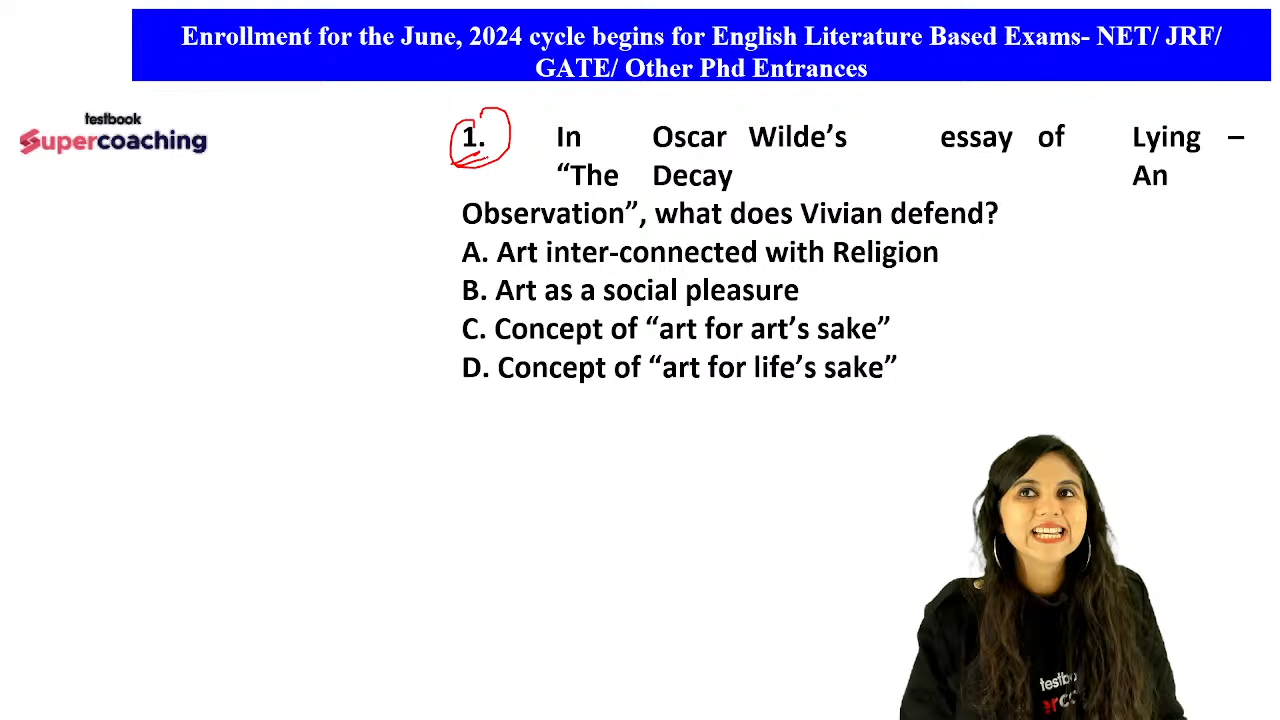 Enrollment for the June, 2024 cycle begins for English Literature Based Exams- NET/ JRF/
GATE/ Other Phd Entrances
testbook
Supercoaching
1. In Oscar Wilde’s essay of Lying –
“The Decay An
Observation”, what does Vivian defend?
A. Art inter-connected with Religion
B. Art as a social pleasure
C. Concept of “art for art’s sake”
D. Concept of “art for life’s sake”